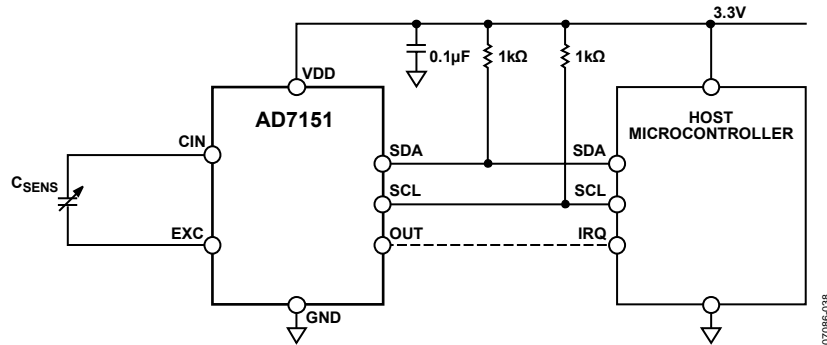 3.3V
0.1µF
1kΩ
1kΩ
VDD
AD7151
HOST
MICROCONTROLLER
CIN
SDA
SDA
CSENS
SCL
SCL
EXC
OUT
IRQ
GND
07086-038